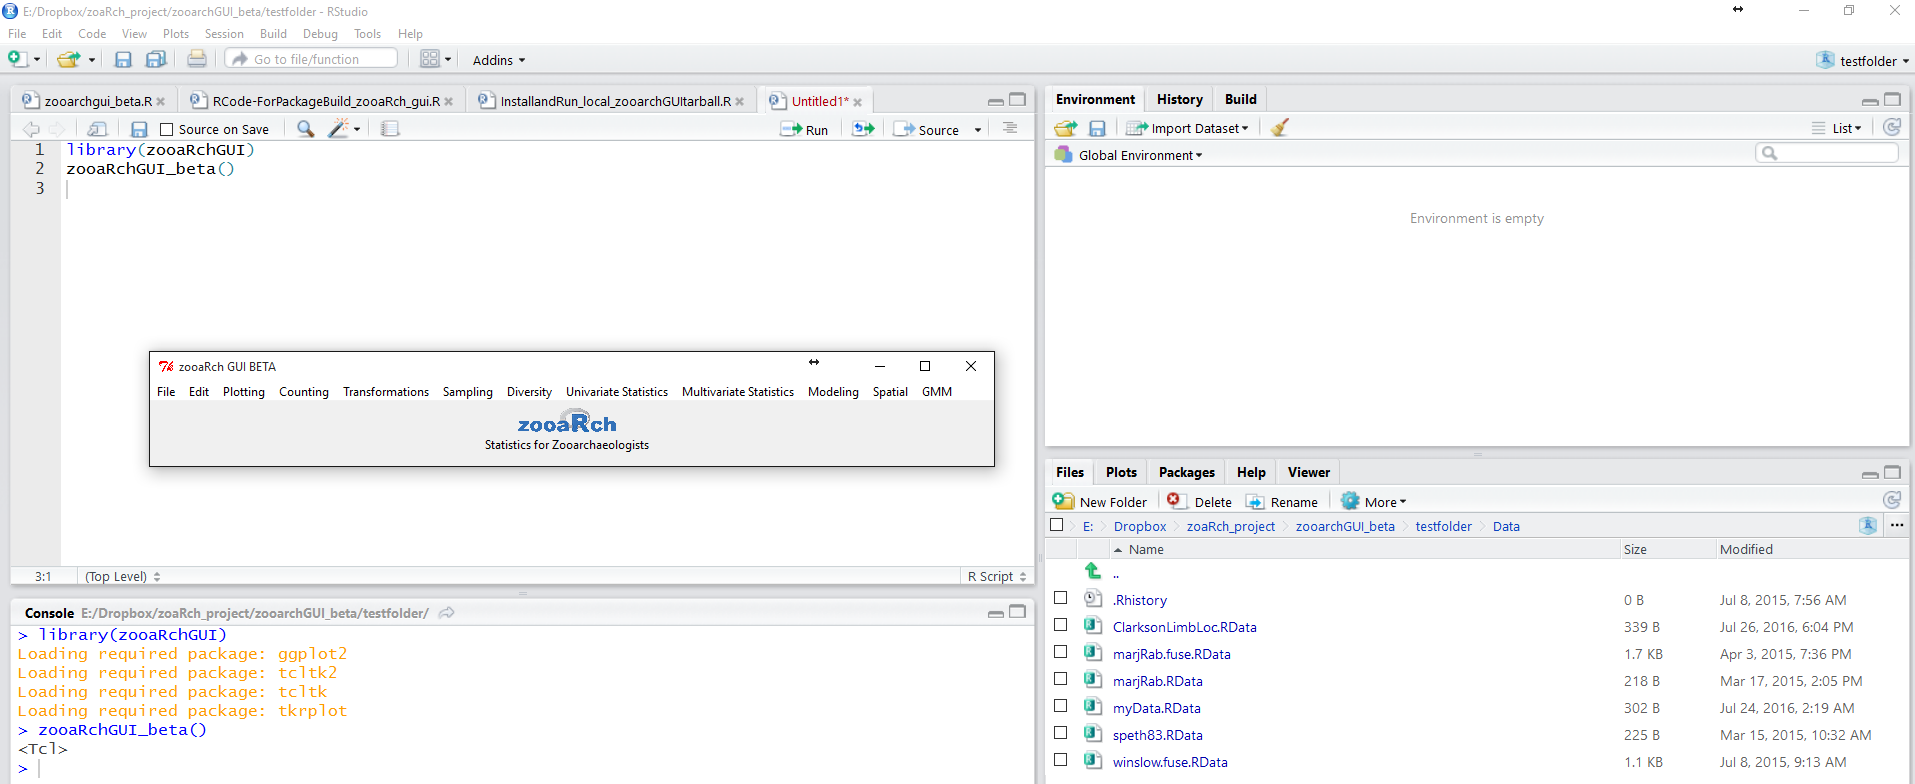 E:/Dropbox/zoaRch_project/zooarchGUI_beta/testfolder - RStudio
File Edit Code View Plots Session Build Debug Tools Help
Go to file/function Addins testfolder
zooarchgui_beta.R RCode-ForPackageBuild_zooaRch_gui.R InstallandRun_local_zooarchGUItarball.R Untitled1*
Source on Save Run Source
1 library(zooaRchGUI)
2 zooaRchGUI_beta()
3
zooaRch GUI BETA
File Edit Plotting Counting Transformations Sampling Diversity Univariate Statistics Multivariate Statistics Modeling Spatial GMM
zooaRch
Statistics for Zooarchaeologists
3:1 (Top Level) R Script
Console E:/Dropbox/zoaRch_project/zooarchGUI_beta/testfolder/
> library(zooaRchGUI)
Loading required package: ggplot2
Loading required package: tcltk2
Loading required package: tcltk
Loading required package: tkrplot
> zooaRchGUI_beta()
<Tcl>
>
Environment History Build
Import Dataset List
Global Environment
Environment is empty
Files Plots Packages Help Viewer
New Folder Delete Rename More
E: Dropbox zoaRch_project zooarchGUI_beta testfolder Data ...
Name Size Modified
..
.Rhistory 0 B Jul 8, 2015, 7:56 AM
ClarksonLimbLoc.RData 339 B Jul 26, 2016, 6:04 PM
marjRab.fuse.RData 1.7 KB Apr 3, 2015, 7:36 PM
marjRab.RData 218 B Mar 17, 2015, 2:05 PM
myData.RData 302 B Jul 24, 2016, 2:19 AM
speth83.RData 225 B Mar 15, 2015, 10:32 AM
winslow.fuse.RData 1.1 KB Jul 8, 2015, 9:13 AM